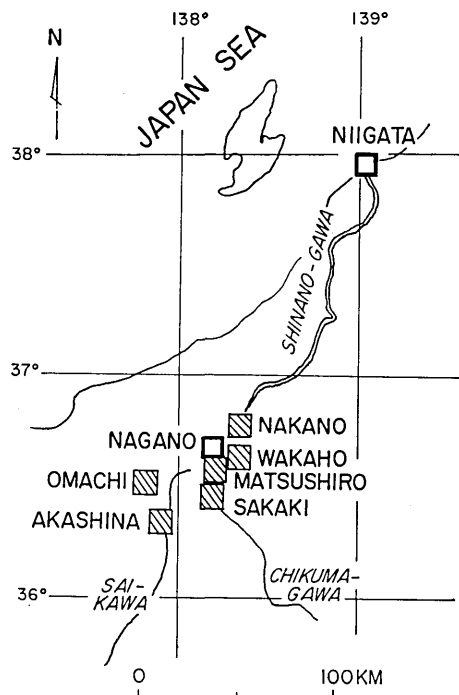 138°
139°
N
JAPAN SEA
NIIGATA
38°
SHINANO-GAWA
37°
NAKANO
NAGANO
WAKAHO
OMACHI
MATSUSHIRO
SAKAKI
AKASHINA
SAI-
KAWA
CHIKUMA-
GAWA
36°
0
100KM